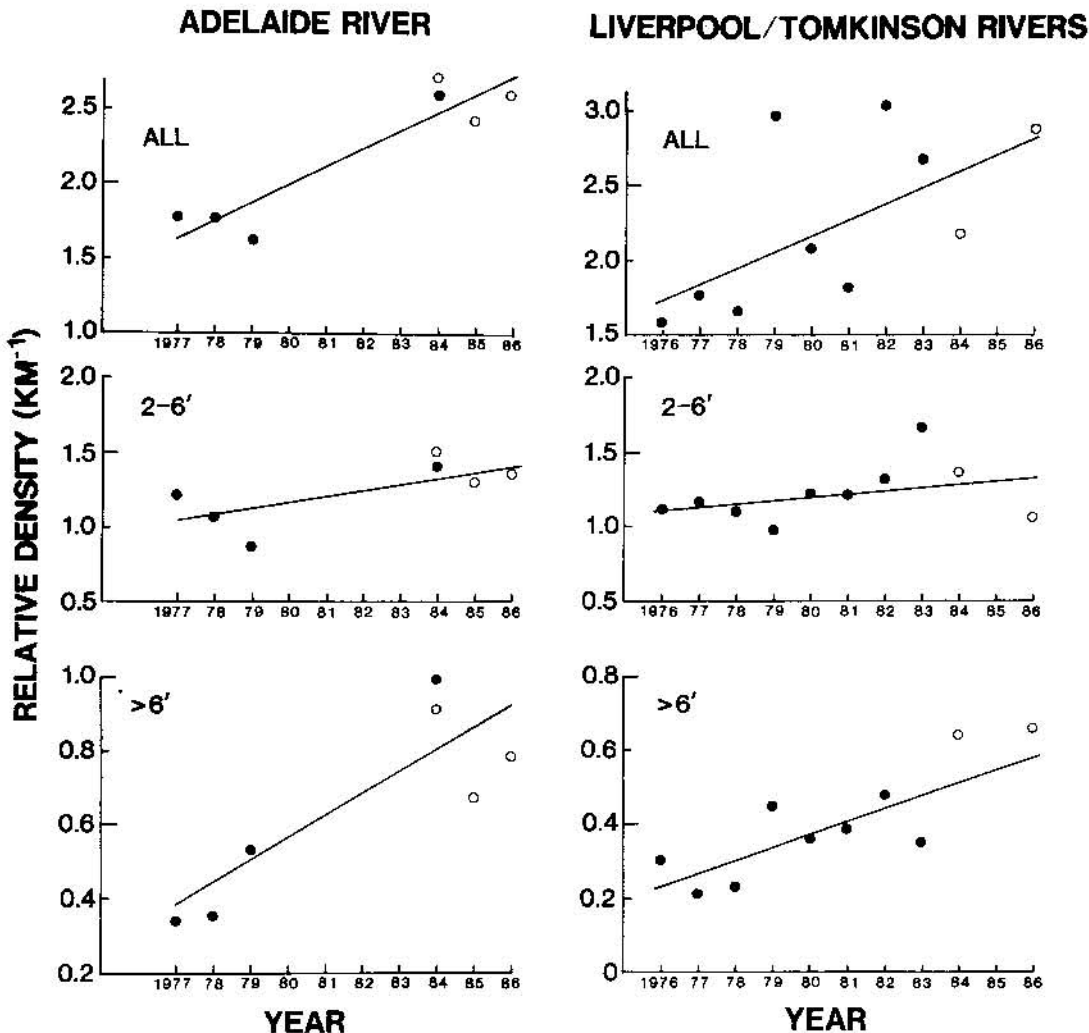 ADELAIDE RIVER
LIVERPOOL/TOMKINSON RIVERS
RELATIVE DENSITY (KM⁻¹)
ALL
2.5
2.0
1.5
1.0
1977 78 79 80 81 82 83 84 85 86
ALL
3.0
2.5
2.0
1.5
1976 77 78 79 80 81 82 83 84 85 86
2-6′
2.0
1.5
1.0
0.5
1977 78 79 80 81 82 83 84 85 86
2-6′
2.0
1.5
1.0
0.5
1976 77 78 79 80 81 82 83 84 85 86
>6′
1.0
0.8
0.6
0.4
0.2
1977 78 79 80 81 82 83 84 85 86
YEAR
>6′
0.8
0.6
0.4
0.2
0
1976 77 78 79 80 81 82 83 84 85 86
YEAR